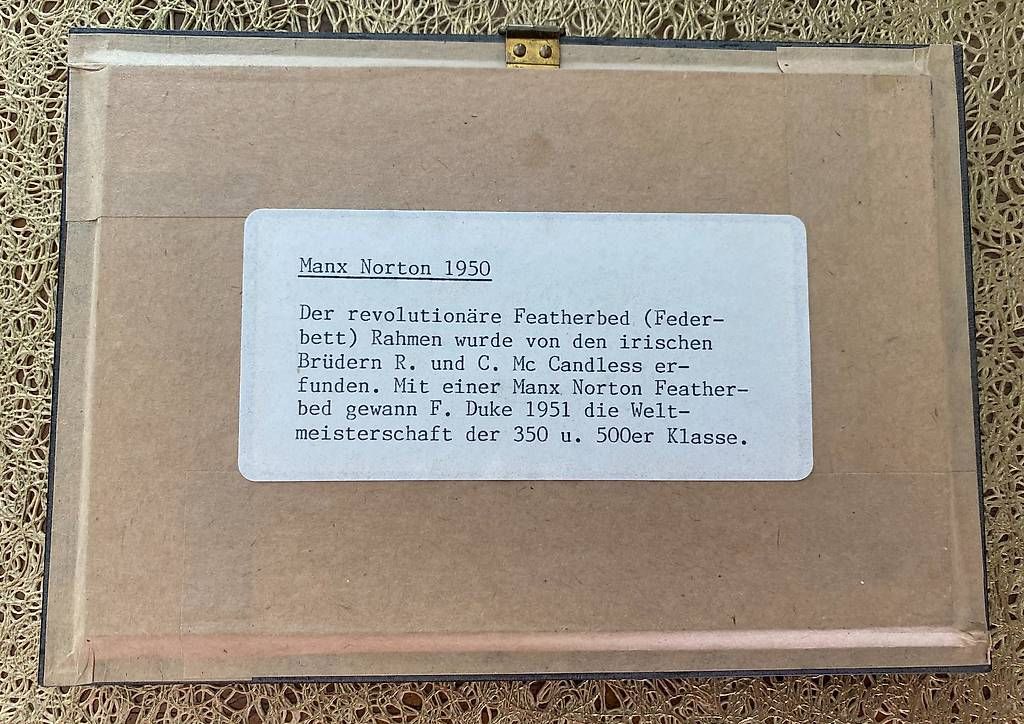 Manx Norton 1950
Der revolutionäre Featherbed (Feder-
bett) Rahmen wurde von den irischen
Brüdern R. und C. Mc Candless er-
funden. Mit einer Manx Norton Feather-
bed gewann F. Duke 1951 die Welt-
meisterschaft der 350 u. 500er Klasse.